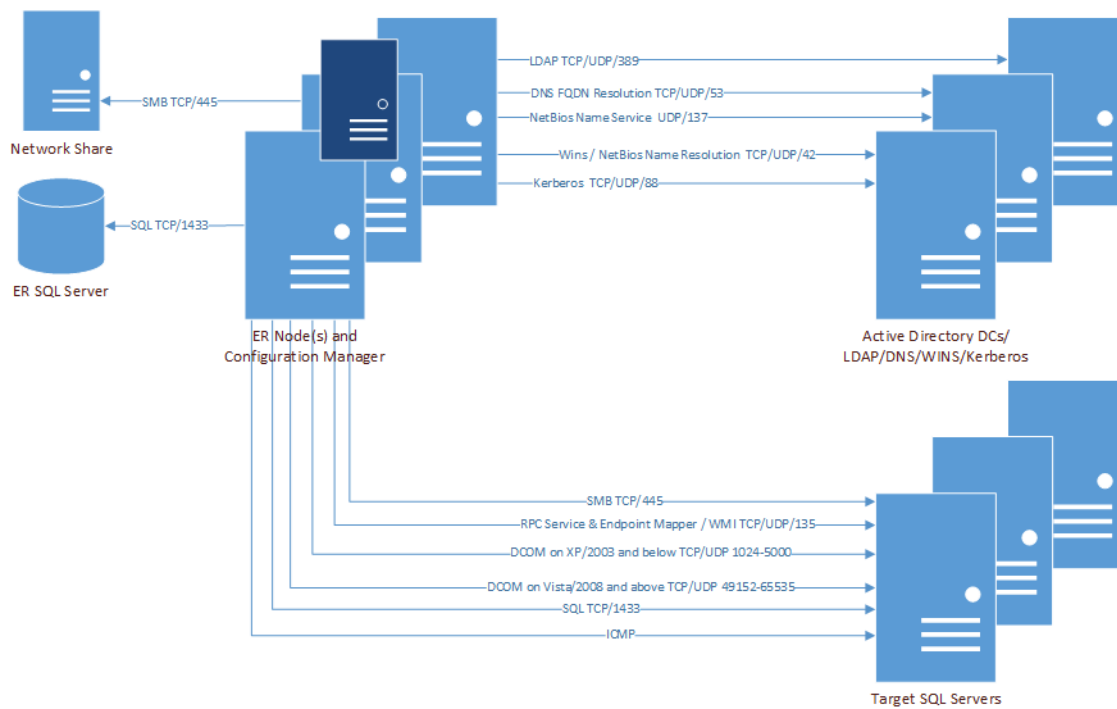 LDAP TCP/UDP/389
DNS FQDN Resolution TCP/UDP/53
SMB TCP/445
NetBios Name Service UDP/137
Network Share
Wins / NetBios Name Resolution TCP/UDP/42
Kerberos TCP/UDP/88
SQL TCP/1433
ER SQL Server
ER Node(s) and
Configuration Manager
Active Directory DCs/
LDAP/DNS/WINS/Kerberos
SMB TCP/445
RPC Service & Endpoint Mapper / WMI TCP/UDP/135
DCOM on XP/2003 and below TCP/UDP 1024-5000
DCOM on Vista/2008 and above TCP/UDP 49152-65535
SQL TCP/1433
ICMP
Target SQL Servers